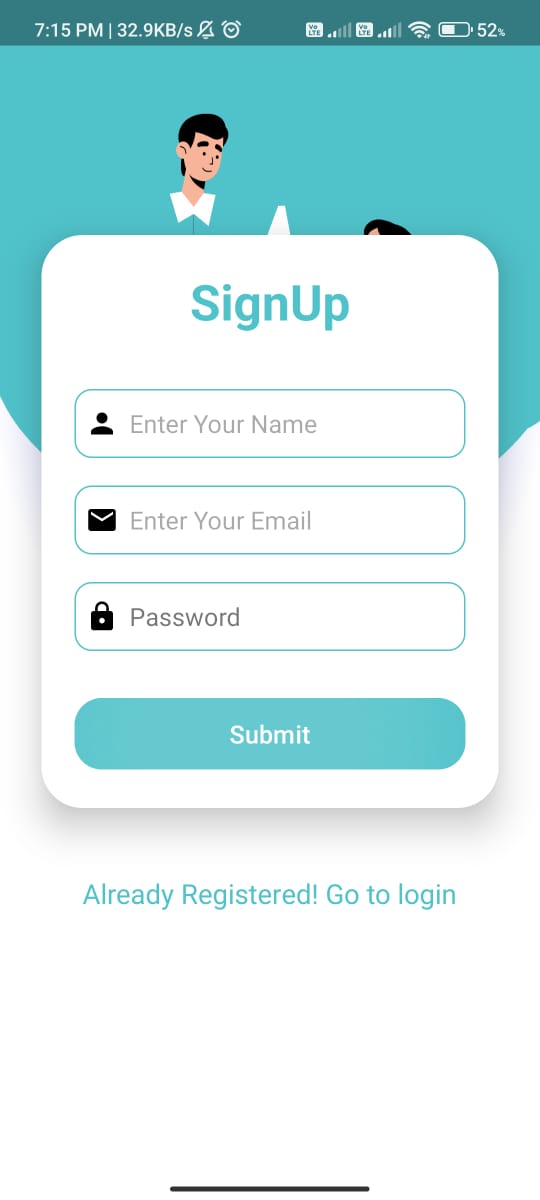 7:15 PM | 32.9KB/s Vo LTE Vo LTE 52%
SignUp
Enter Your Name
Enter Your Email
Password
Submit
Already Registered! Go to login